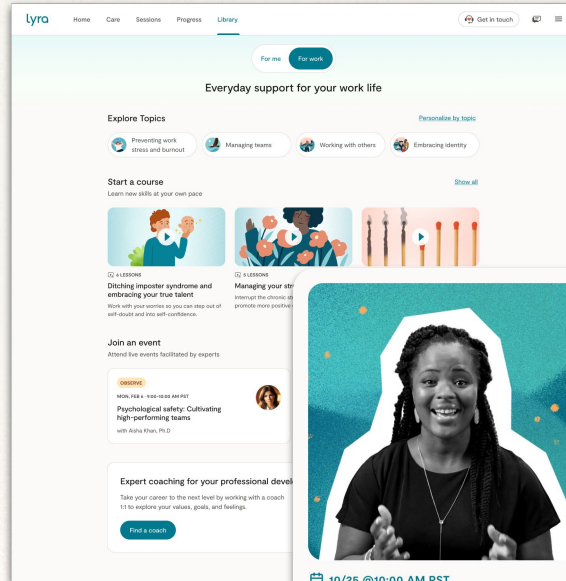 lyra
Home
Care
Sessions
Progress
Library
Get in touch
For me
For work
Everyday support for your work life
Explore Topics
Personalize by topic
Preventing work
stress and burnout
Managing teams
Working with others
Embracing identity
Start a course
Show all
Learn new skills at your own pace
6 LESSONS
Ditching imposter syndrome and
embracing your true talent
Work with your worries so you can step out of
self-doubt and into self-confidence.
5 LESSONS
Managing your
Interrupt the chronic
promote more positive
Join an event
Attend live events facilitated by experts
OBSERVE
MON, FEB 6 · 9:00-10:00 AM PST
Psychological safety: Cultivating
high-performing teams
with Aisha Khan, Ph.D
Expert coaching for your professional
Take your career to the next level by working with a coach
1:1 to explore your values, goals, and feelings.
Find a coach
10/25 @10:00 AM PST